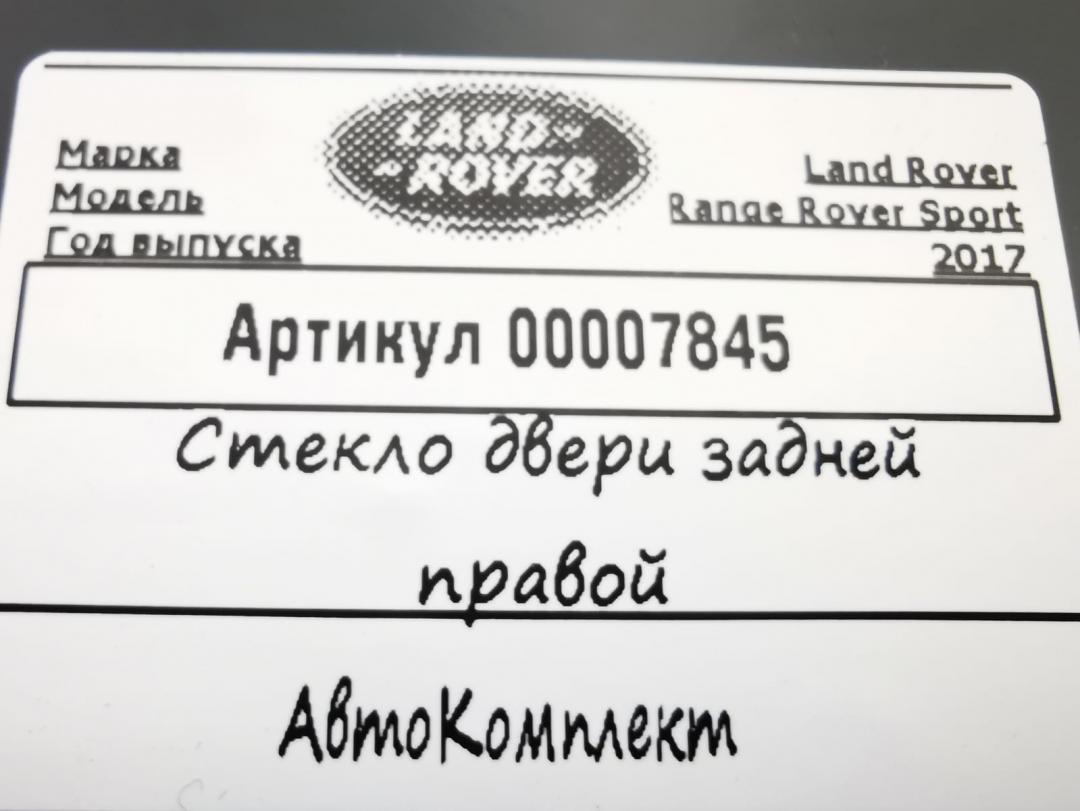 LAND-
-ROVER
Марка Land Rover
Модель Range Rover Sport
Год выпуска 2017
Артикул 00007845
Стекло двери задней
правой
АвтоКомплект